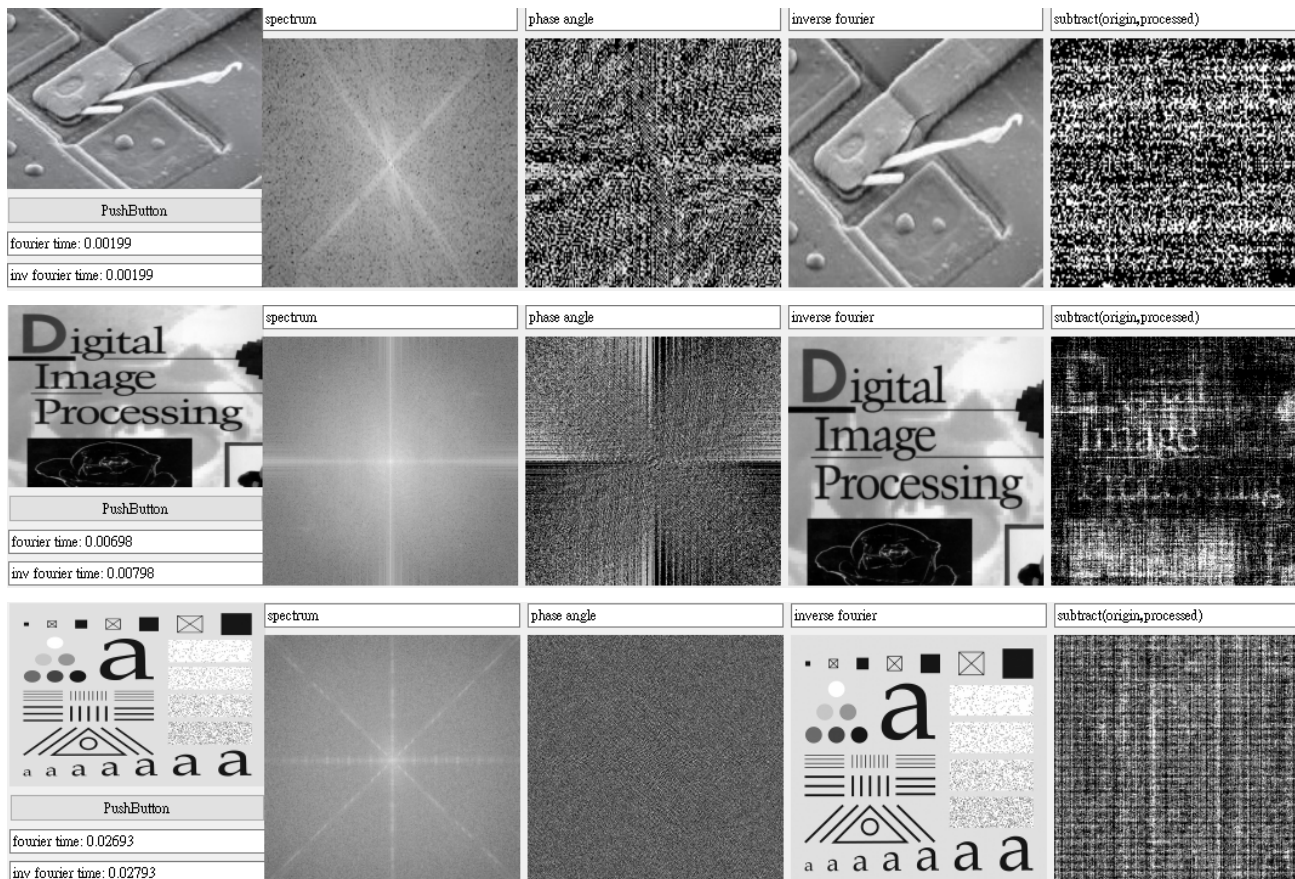 spectrum
phase angle
inverse fourier
subtract(origin,processed)
PushButton
fourier time: 0.00199
inv fourier time: 0.00199
spectrum
phase angle
inverse fourier
subtract(origin,processed)
Digital
Image
Processing
Digital
Image
Processing
Image
PushButton
fourier time: 0.00698
inv fourier time: 0.00798
spectrum
phase angle
inverse fourier
subtract(origin,processed)
a
a a a a a a a
a
a a a a a a a
PushButton
fourier time: 0.02693
inv fourier time: 0.02793